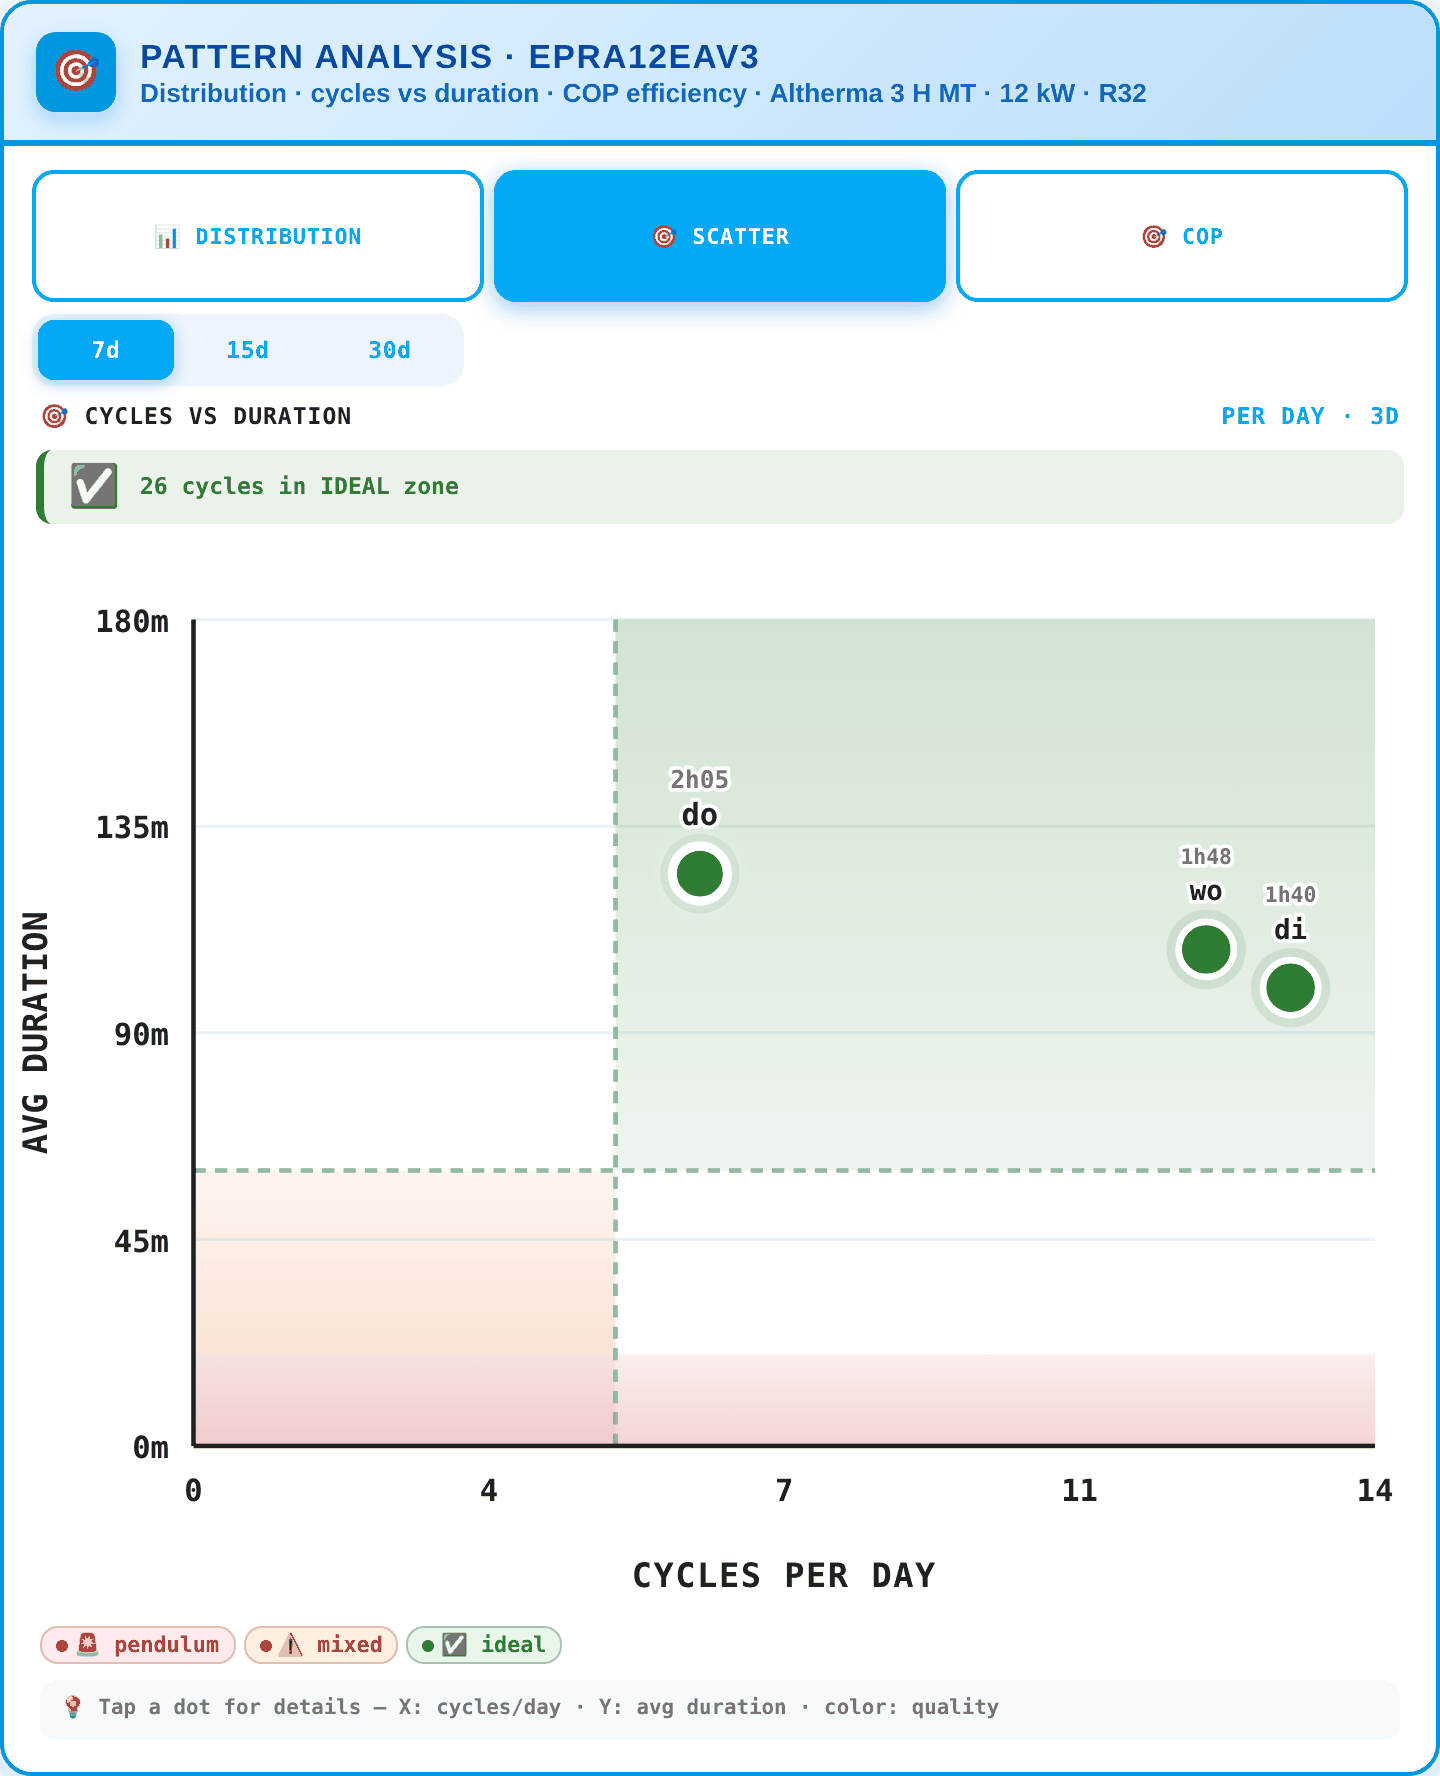 PATTERN ANALYSIS · EPRA12EAV3
Distribution · cycles vs duration · COP efficiency · Altherma 3 H MT · 12 kW · R32
DISTRIBUTION
SCATTER
COP
7d
15d
30d
CYCLES VS DURATION
PER DAY · 3D
26 cycles in IDEAL zone
180m
135m
90m
45m
0m
AVG DURATION
2h05
do
1h48
wo
1h40
di
0
4
7
11
14
CYCLES PER DAY
pendulum
mixed
ideal
Tap a dot for details — X: cycles/day · Y: avg duration · color: quality